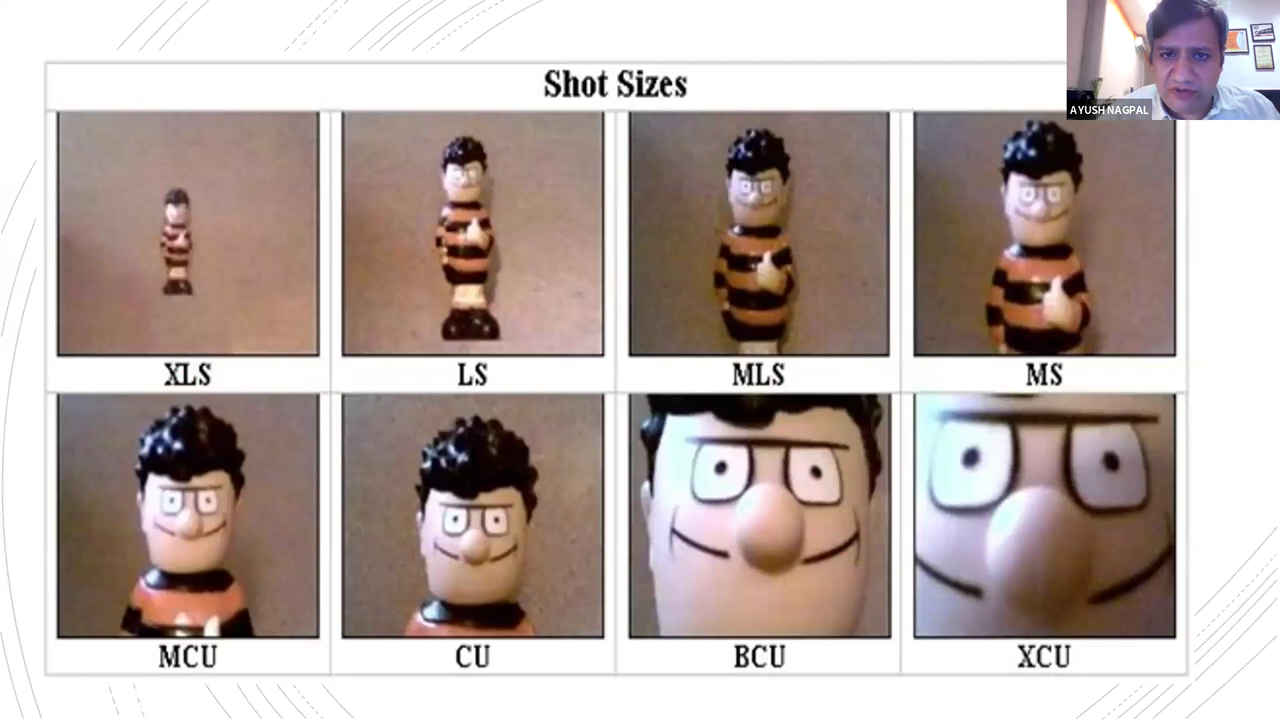 Shot Sizes
AYUSH NAGPAL
XLS
LS
MLS
MS
MCU
CU
BCU
XCU